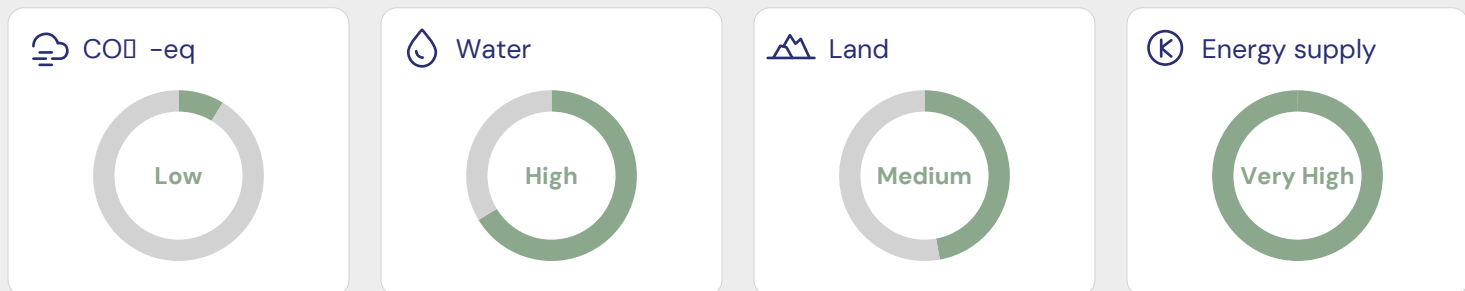 CO▯ -eq
Water
Land
Energy supply
Low
High
Medium
Very High